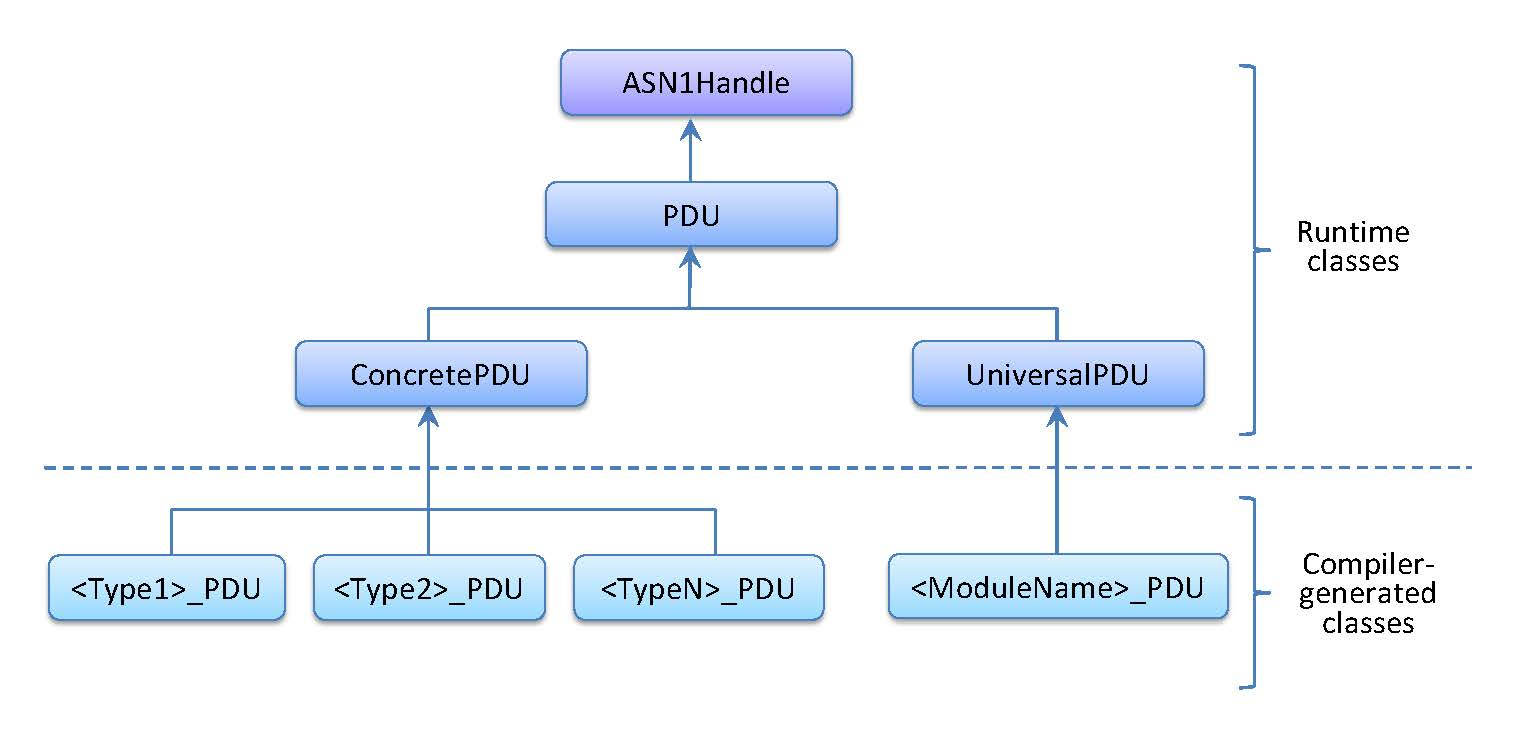 ASN1Handle
PDU
Runtime
classes
ConcretePDU
UniversalPDU
<Type1>_PDU
<Type2>_PDU
<TypeN>_PDU
<ModuleName>_PDU
Compiler-
generated
classes